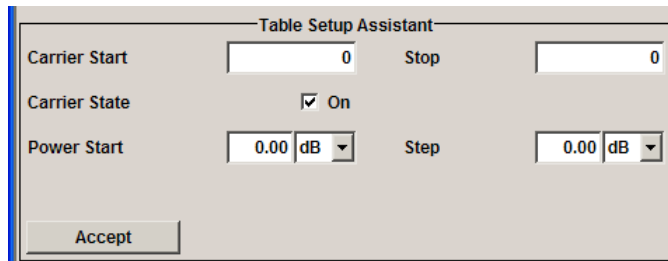 Table Setup Assistant
Carrier Start 0 Stop 0
Carrier State On
Power Start 0.00 dB Step 0.00 dB
Accept